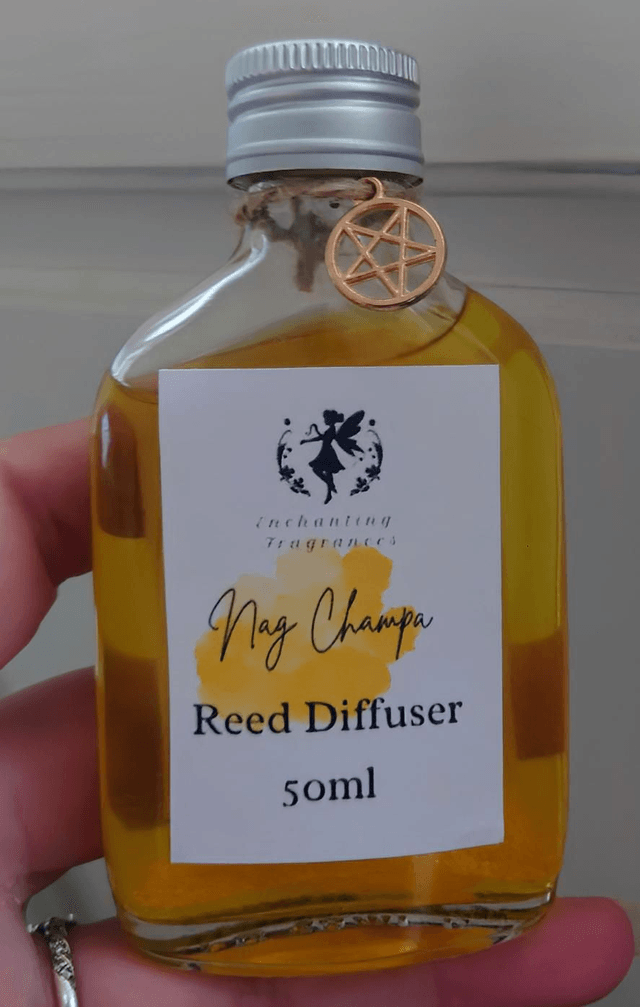 Enchanting
Fragrances
Nag Champa
Reed Diffuser
50ml